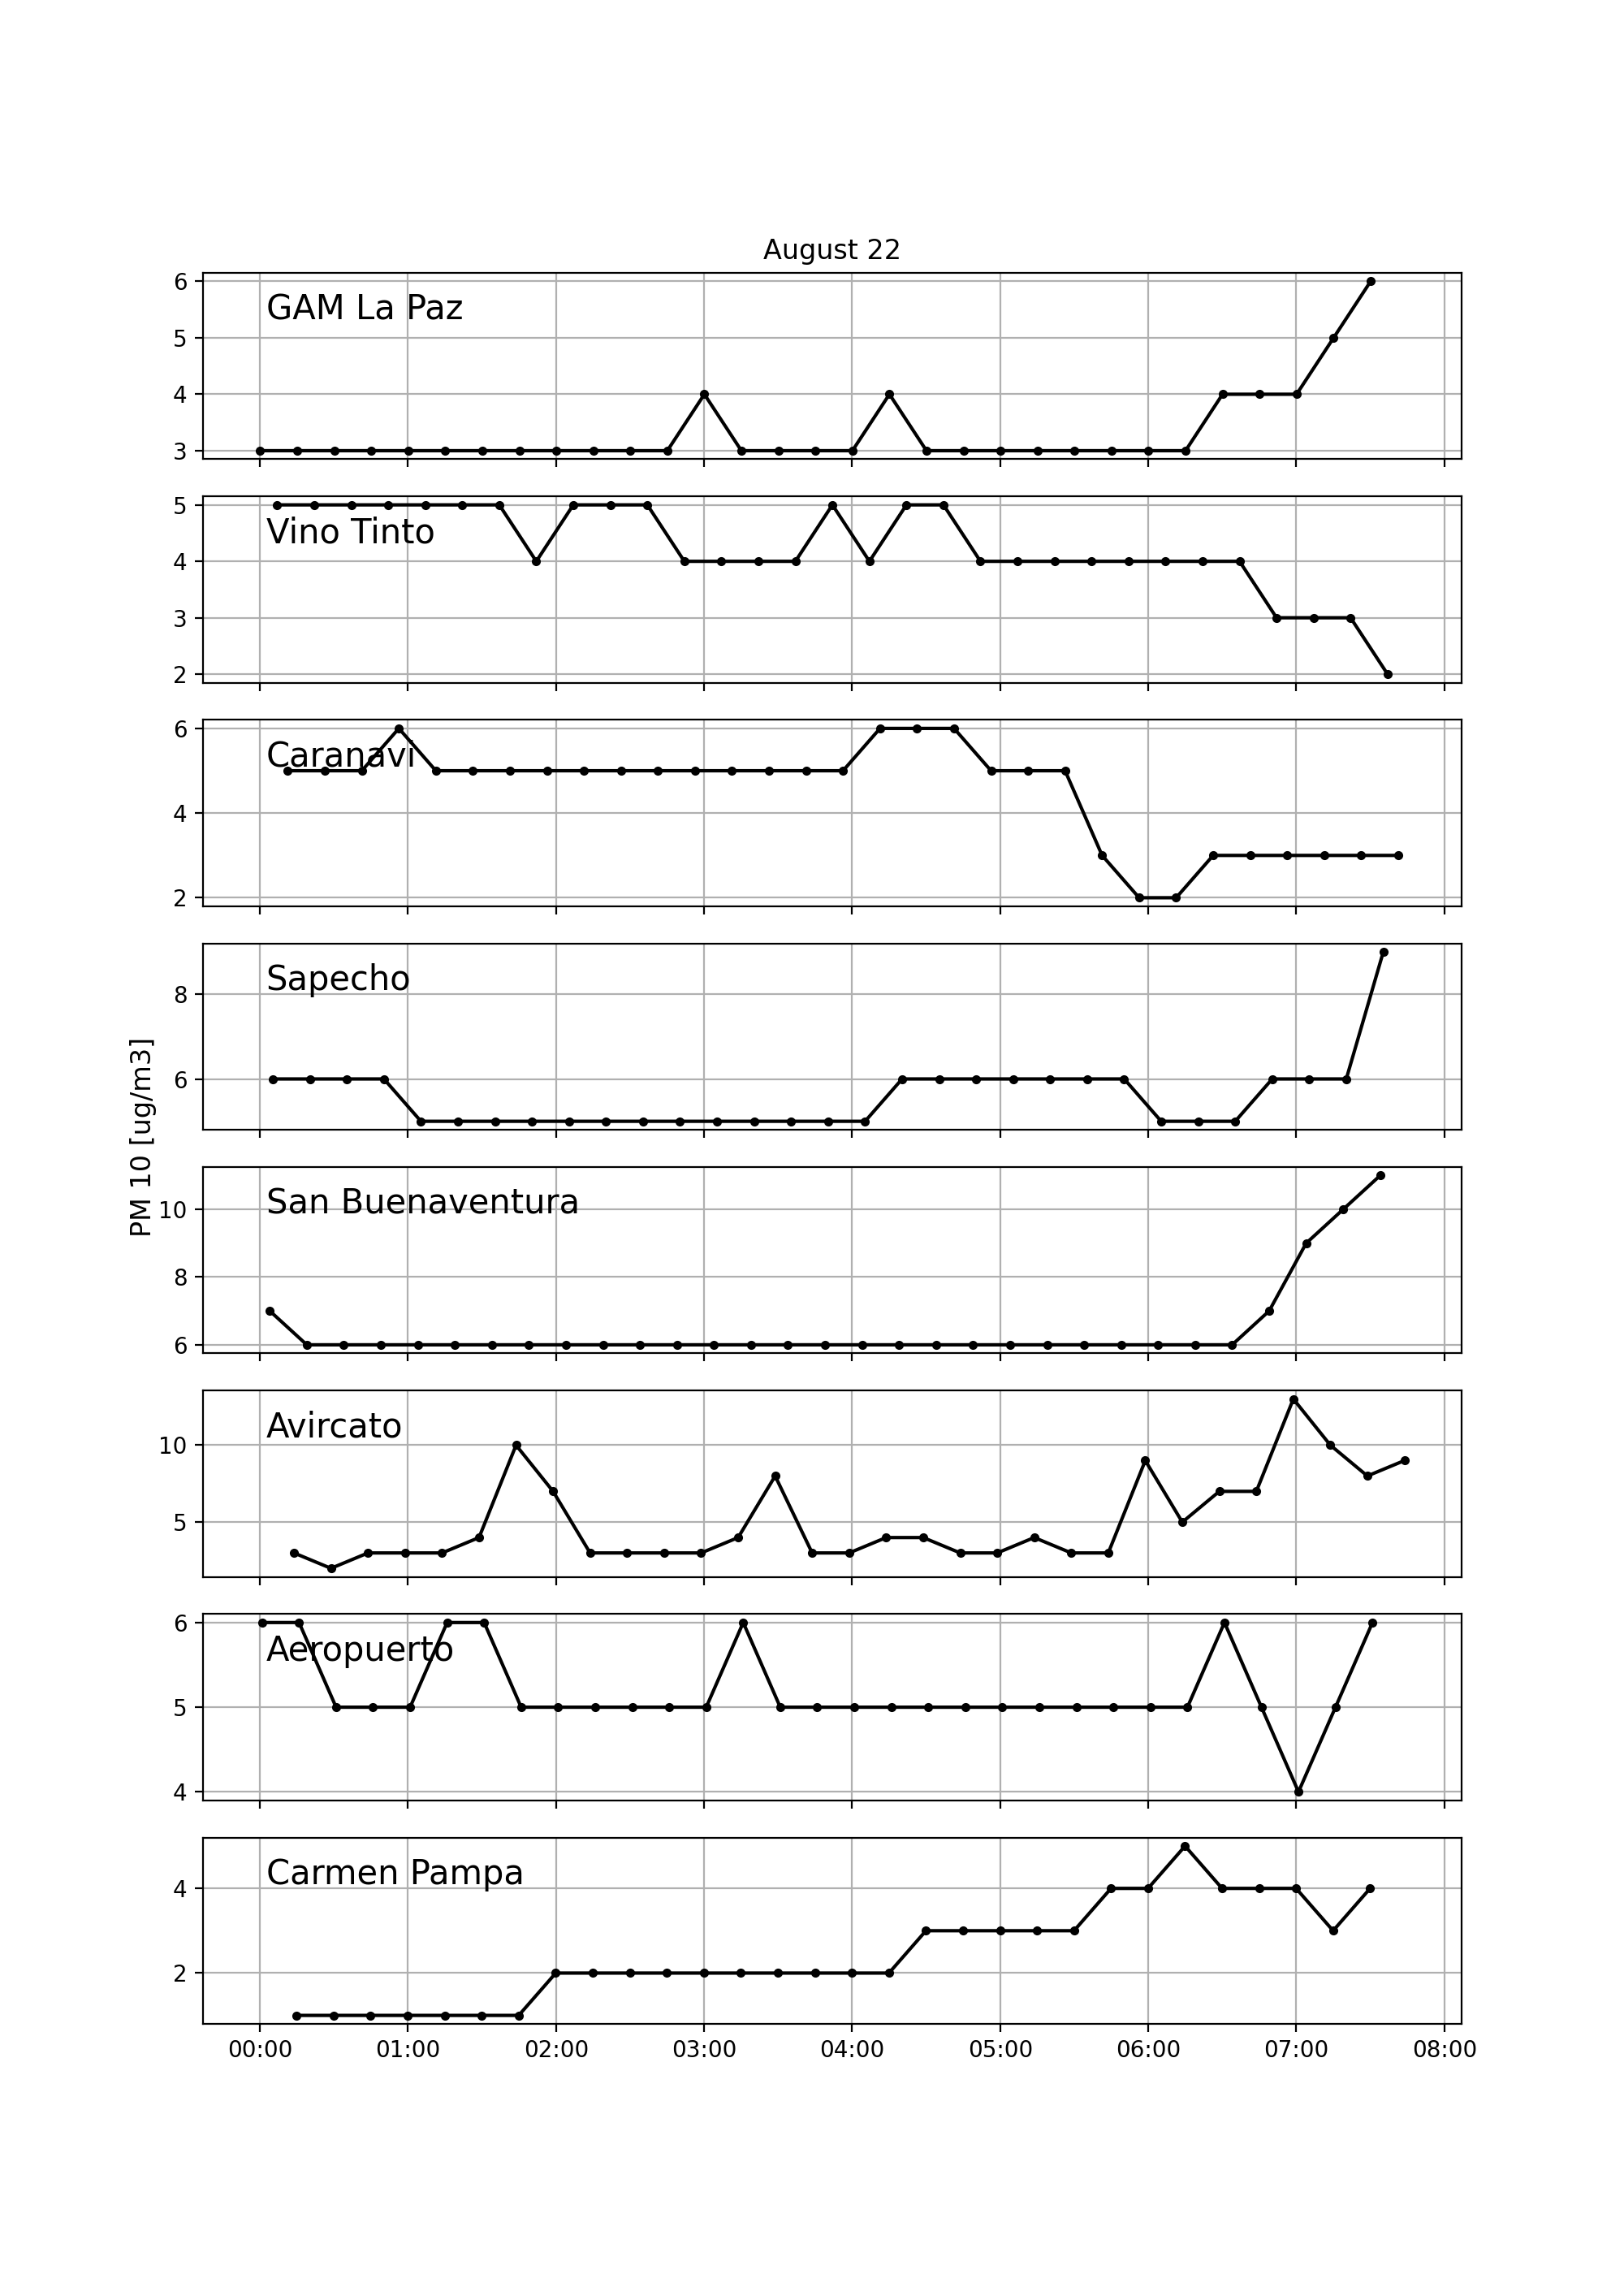 August 22
6
GAM La Paz
5
4
3
5
Vino Tinto
4
3
2
6
Caranavi
4
2
Sapecho
8
6
PM 10 [ug/m3]
San Buenaventura
10
8
6
Avircato
10
5
6
Aeropuerto
5
4
Carmen Pampa
4
2
00:00 01:00 02:00 03:00 04:00 05:00 06:00 07:00 08:00